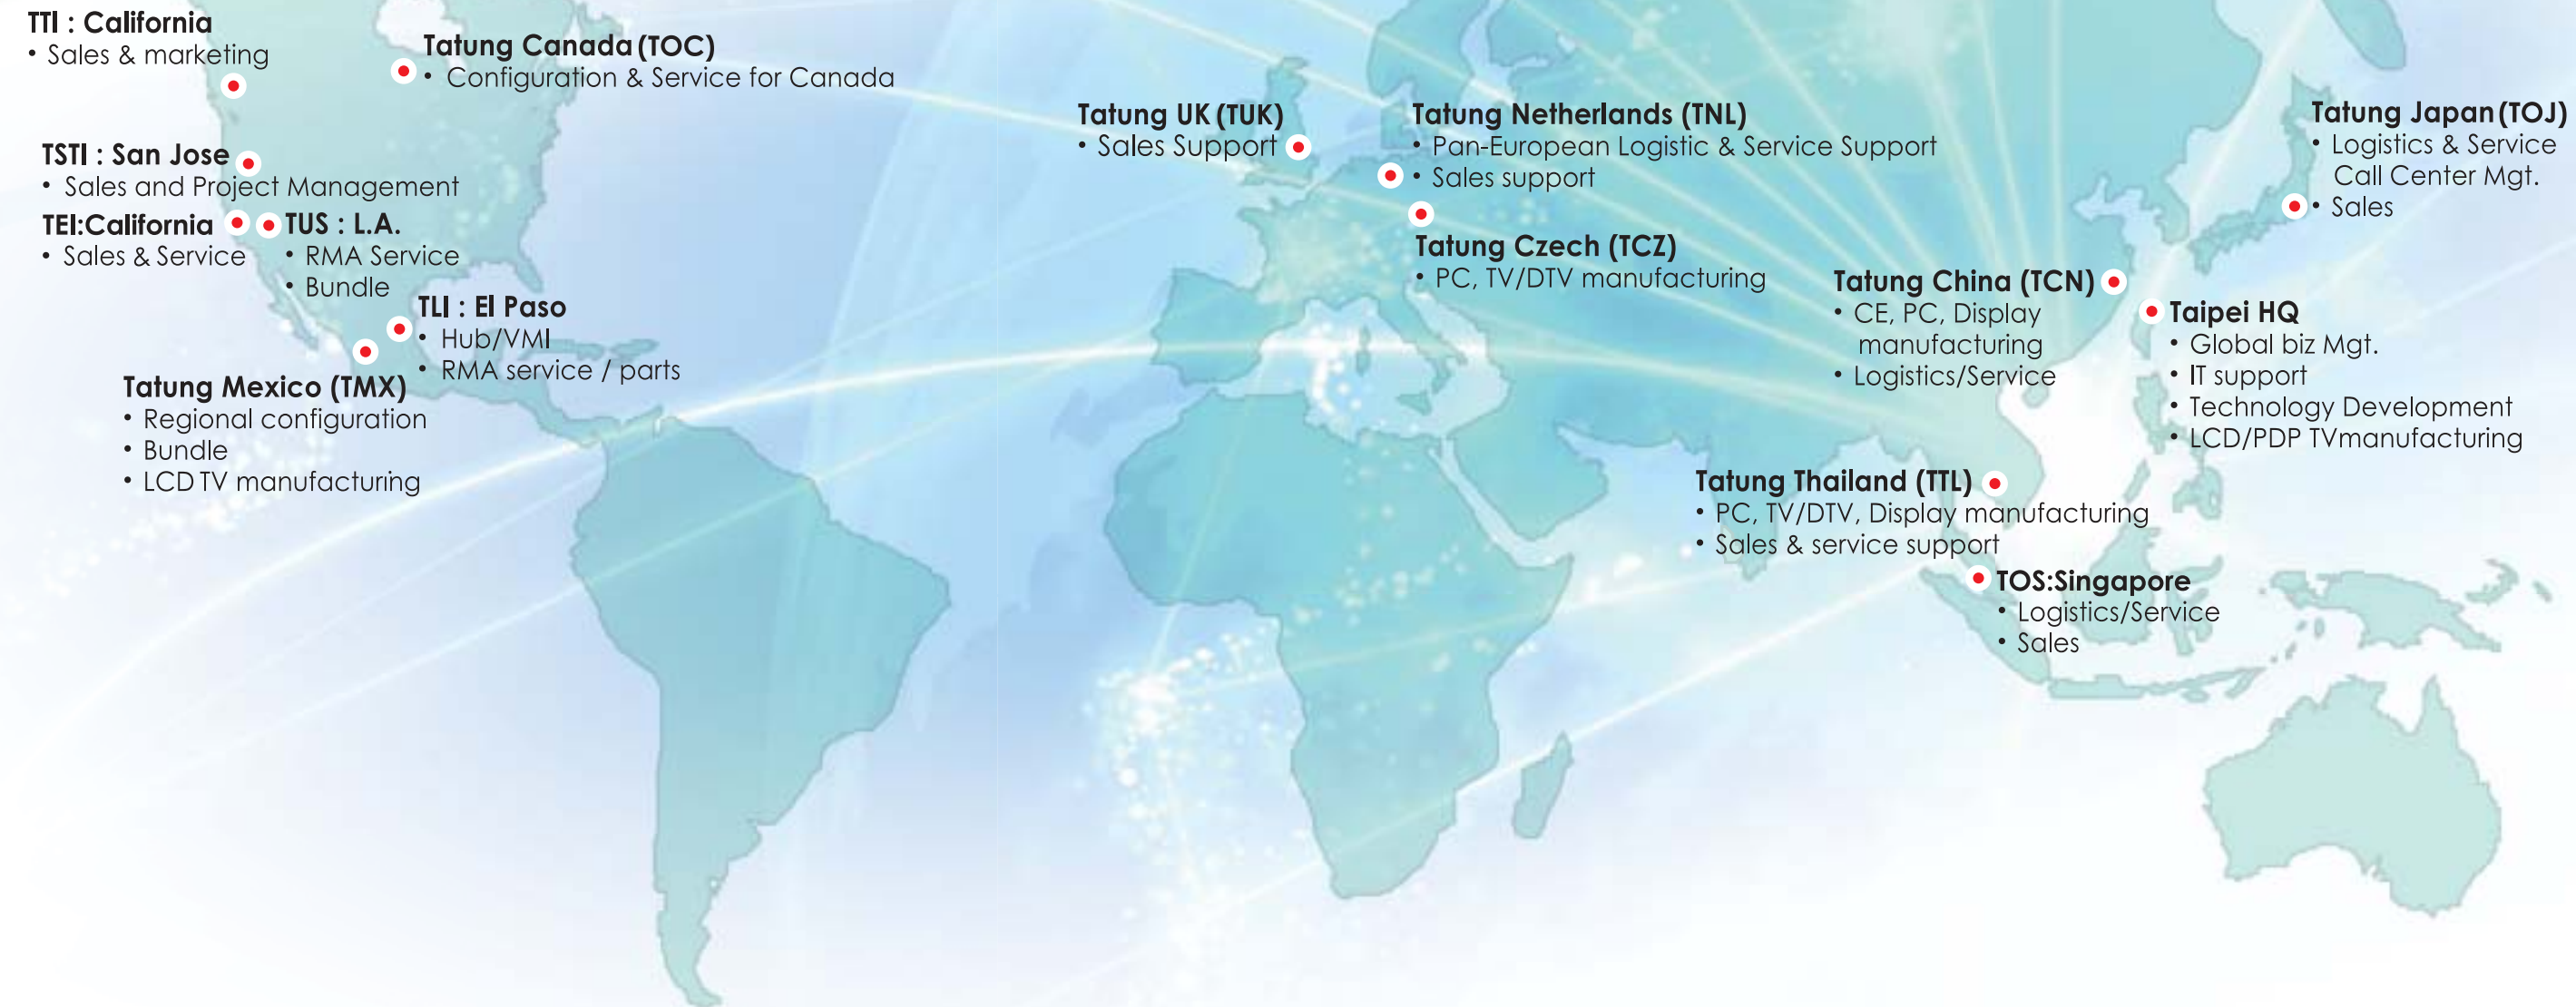 TTI : California
• Sales & marketing
Tatung Canada (TOC)
• Configuration & Service for Canada
TSTI : San Jose
• Sales and Project Management
TEI:California
• Sales & Service
TUS : L.A.
• RMA Service
• Bundle
TLI : El Paso
• Hub/VMI
• RMA service / parts
Tatung Mexico (TMX)
• Regional configuration
• Bundle
• LCD TV manufacturing
Tatung UK (TUK)
• Sales Support
Tatung Netherlands (TNL)
• Pan-European Logistic & Service Support
• Sales support
Tatung Czech (TCZ)
• PC, TV/DTV manufacturing
Tatung Japan (TOJ)
• Logistics & Service
Call Center Mgt.
• Sales
Tatung China (TCN)
• CE, PC, Display
manufacturing
• Logistics/Service
Taipei HQ
• Global biz Mgt.
• IT support
• Technology Development
• LCD/PDP TVmanufacturing
Tatung Thailand (TTL)
• PC, TV/DTV, Display manufacturing
• Sales & service support
TOS:Singapore
• Logistics/Service
• Sales